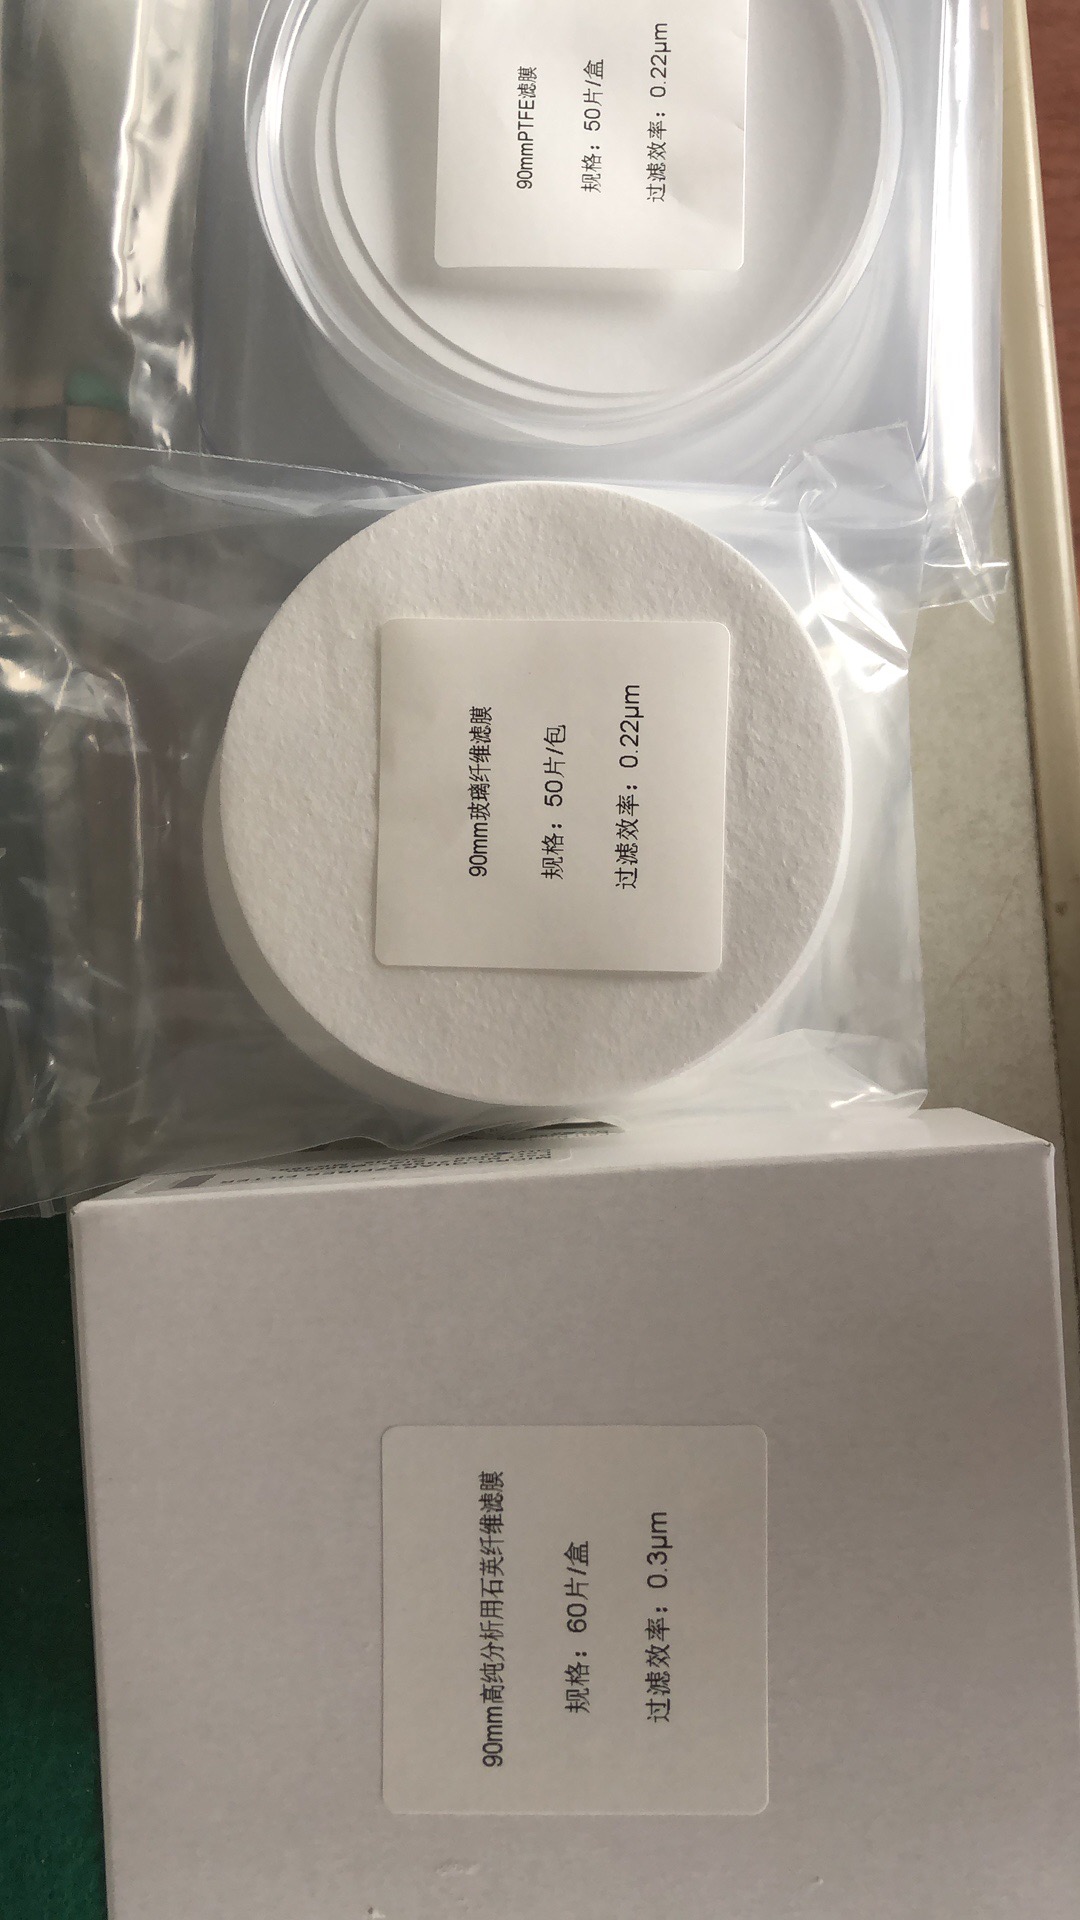 90mmPTFE滤膜
规格：50片/盒
过滤效率：0.22μm
90mm玻璃纤维滤膜
规格：50片/包
过滤效率：0.22μm
90mm高纯分析用石英纤维滤膜
规格：60片/盒
过滤效率：0.3μm